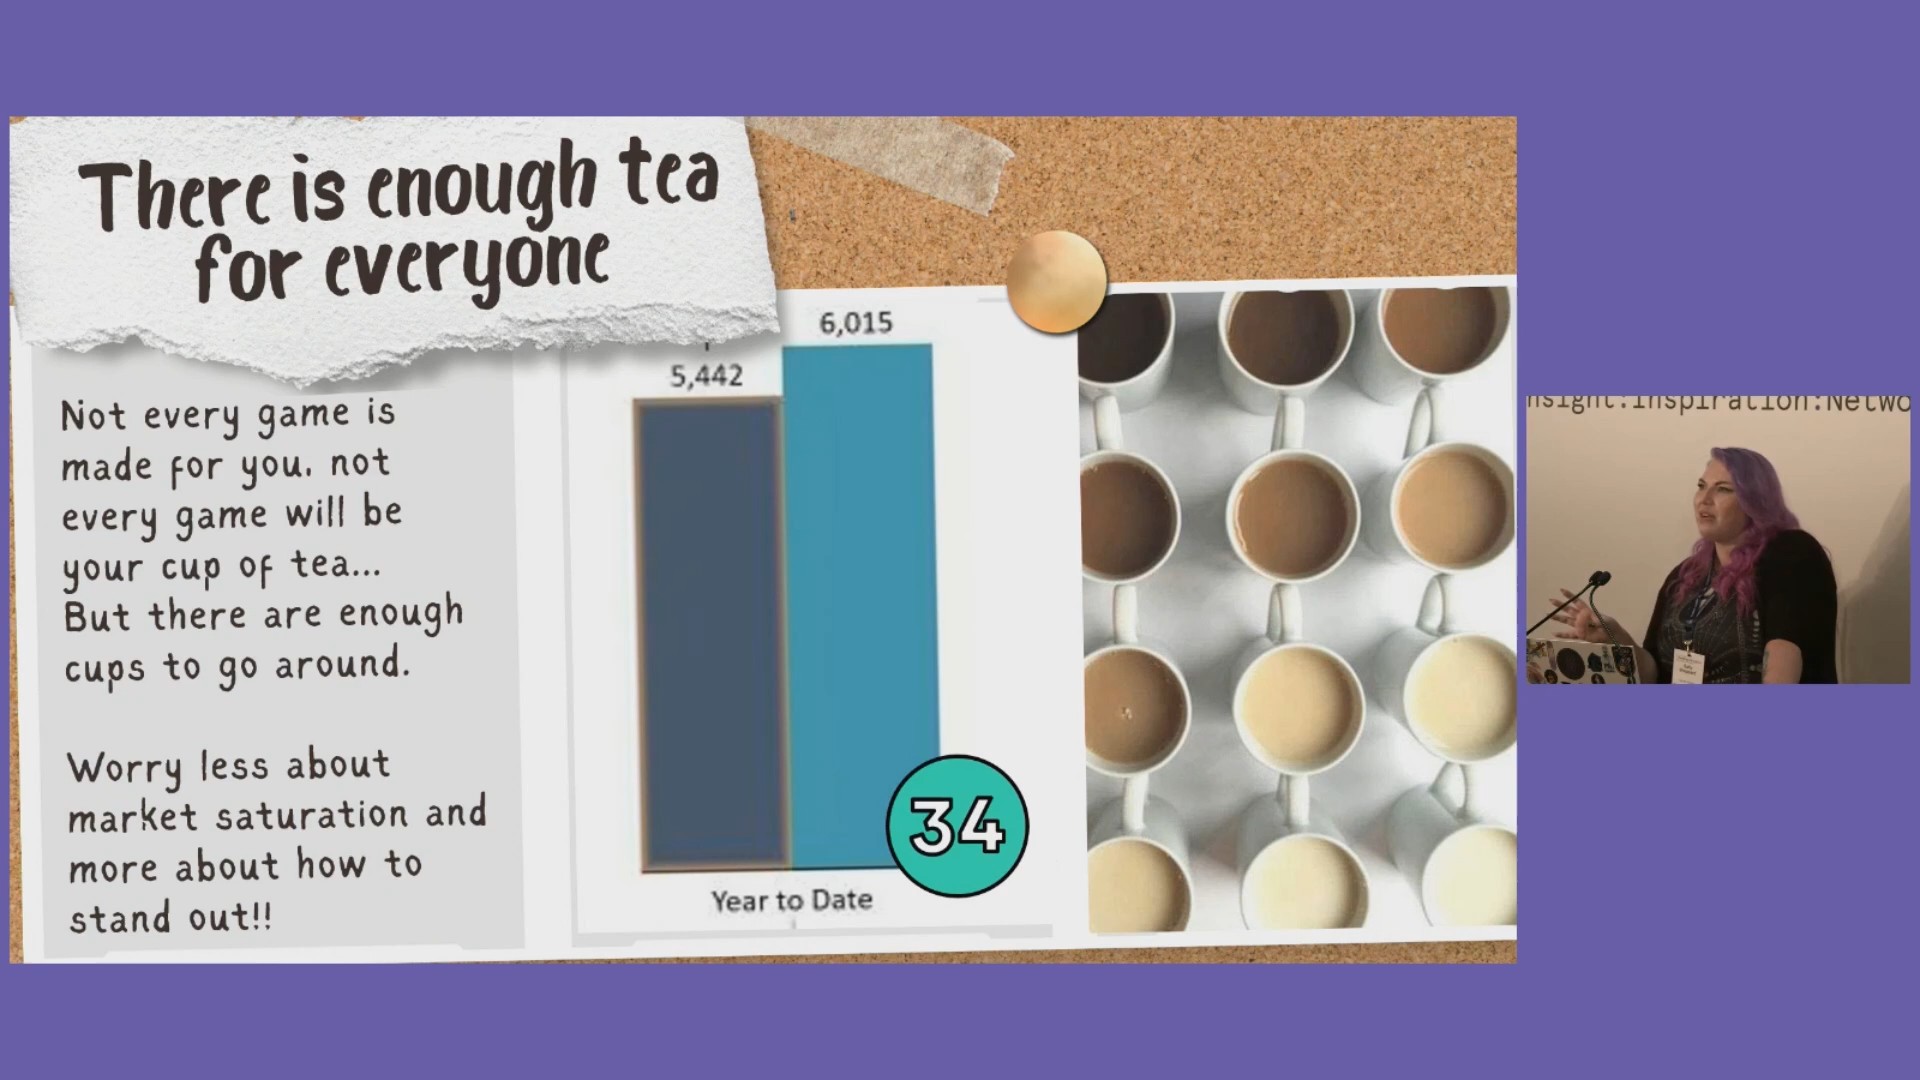 There is enough tea
for everyone
Not every game is
made for you. not
every game will be
your cup of tea...
But there are enough
cups to go around.
Worry less about
market saturation and
more about how to
stand out!!
6,015
5,442
Year to Date
34
nsight:Inspiration:Netwo